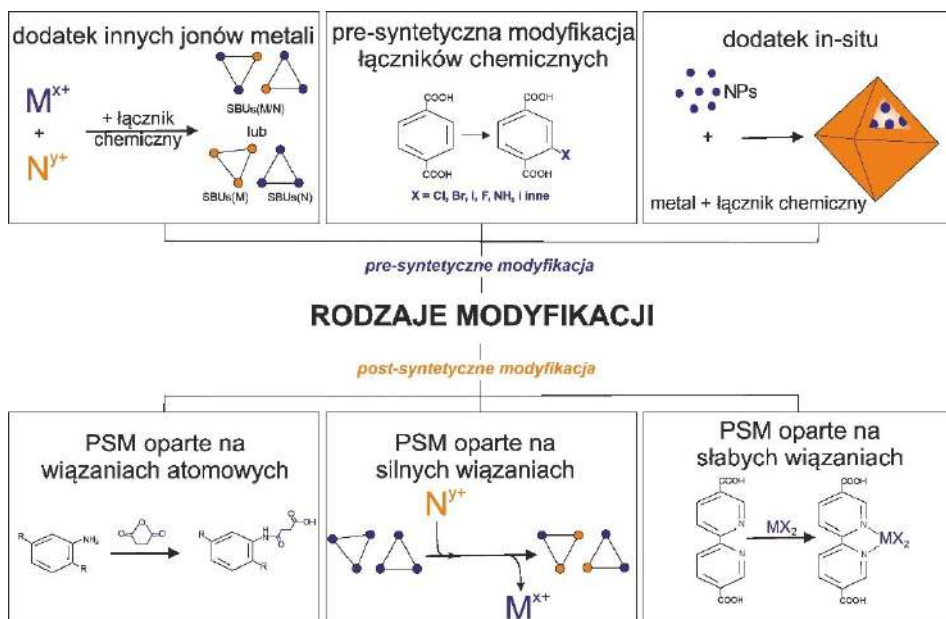 dodatek innych jonów metali
M^x+
+
N^y+
+ łącznik
chemiczny
SBUs(M/N)
lub
SBUs(M)
SBUs(N)
pre-syntetyczna modyfikacja
łączników chemicznych
COOH
COOH
COOH
X
COOH
X = Cl, Br, I, F, NH₂ i inne
dodatek in-situ
NPs
+
metal + łącznik chemiczny
pre-syntetyczne modyfikacja
RODZAJE MODYFIKACJI
post-syntetyczne modyfikacja
PSM oparte na
wiązaniach atomowych
R
NH₂
R
O
O
O
R
N
H
O
OH
O
R
PSM oparte na
silnych wiązaniach
N^y+
M^x+
PSM oparte na
słabych wiązaniach
COOH
N
N
COOH
MX₂
COOH
N
MX₂
N
COOH